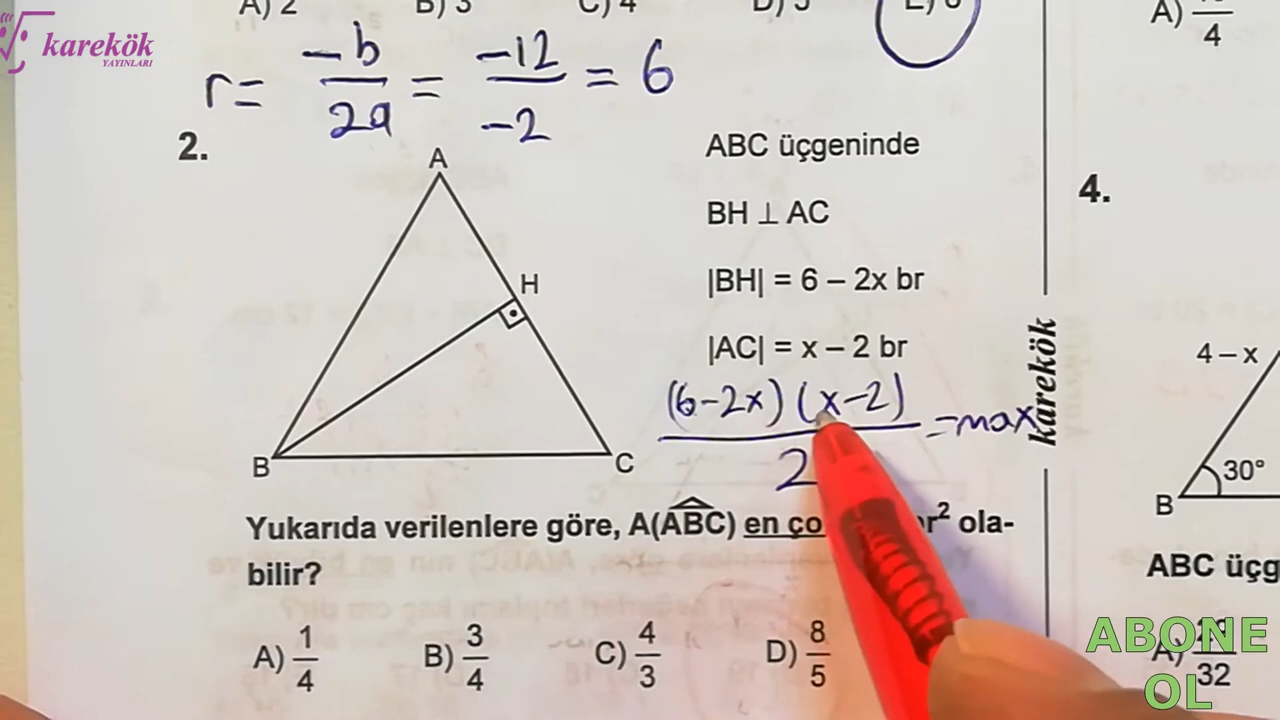 A) 2 B) 3 C) 4 D) 5 E) 6
karekök
YAYINLARI
r = -b / 2a = -12 / -2 = 6
2.
A
H
B
C
ABC üçgeninde
BH ⊥ AC
|BH| = 6 – 2x br
|AC| = x – 2 br
(6-2x) (x-2) / 2 = max
Yukarıda verilenlere göre, A(ABC) en ço br² ola-
bilir?
A) 1/4 B) 3/4 C) 4/3 D) 8/5
karekök
A) /4
4.
4 – x
30°
B
ABC üçg
A) /32
ABONE
OL